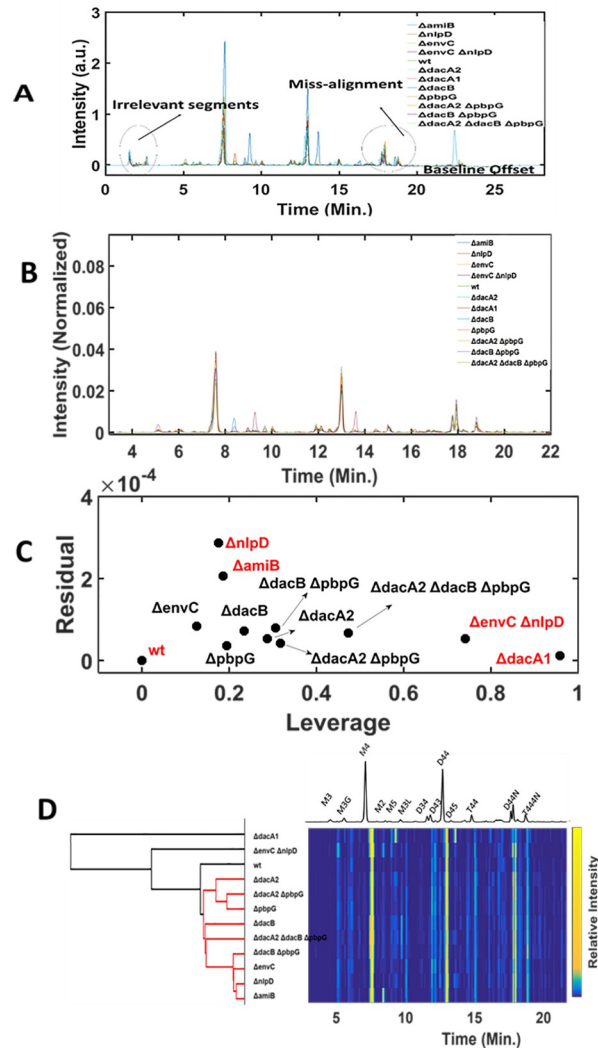 A
Intensity (a.u.)
3
2
1
0
5
10
15
20
25
Time (Min.)
Irrelevant segments
Miss-alignment
Baseline Offset
ΔamiB
ΔnlpD
ΔenvC
ΔenvC ΔnlpD
wt
ΔdacA2
ΔdacA1
ΔdacB
ΔpbpG
ΔdacA2 ΔpbpG
ΔdacB ΔpbpG
ΔdacA2 ΔdacB ΔpbpG
B
Intensity (Normalized)
0.08
0.06
0.04
0.02
0
4
6
8
10
12
14
16
18
20
22
Time (Min.)
ΔamiB
ΔnlpD
ΔenvC
ΔenvC ΔnlpD
wt
ΔdacA2
ΔdacA1
ΔdacB
ΔpbpG
ΔdacA2 ΔpbpG
ΔdacB ΔpbpG
ΔdacA2 ΔdacB ΔpbpG
C
×10⁻⁴
Residual
4
2
0
ΔnlpD
ΔamiB
ΔdacB ΔpbpG
ΔdacA2 ΔdacB ΔpbpG
ΔenvC
ΔdacB
ΔdacA2
ΔenvC ΔnlpD
wt
ΔpbpG
ΔdacA2 ΔpbpG
ΔdacA1
0
0.2
0.4
0.6
0.8
1
Leverage
D
M3
M3G
M4
M2
M5
M3L
D34
D43
D44
D45
T44
D44N
T444N
ΔdacA1
ΔenvC ΔnlpD
wt
ΔdacA2
ΔdacA2 ΔpbpG
ΔpbpG
ΔdacB
ΔdacA2 ΔdacB ΔpbpG
ΔdacB ΔpbpG
ΔenvC
ΔnlpD
ΔamiB
Relative Intensity
5
10
15
20
Time (Min.)